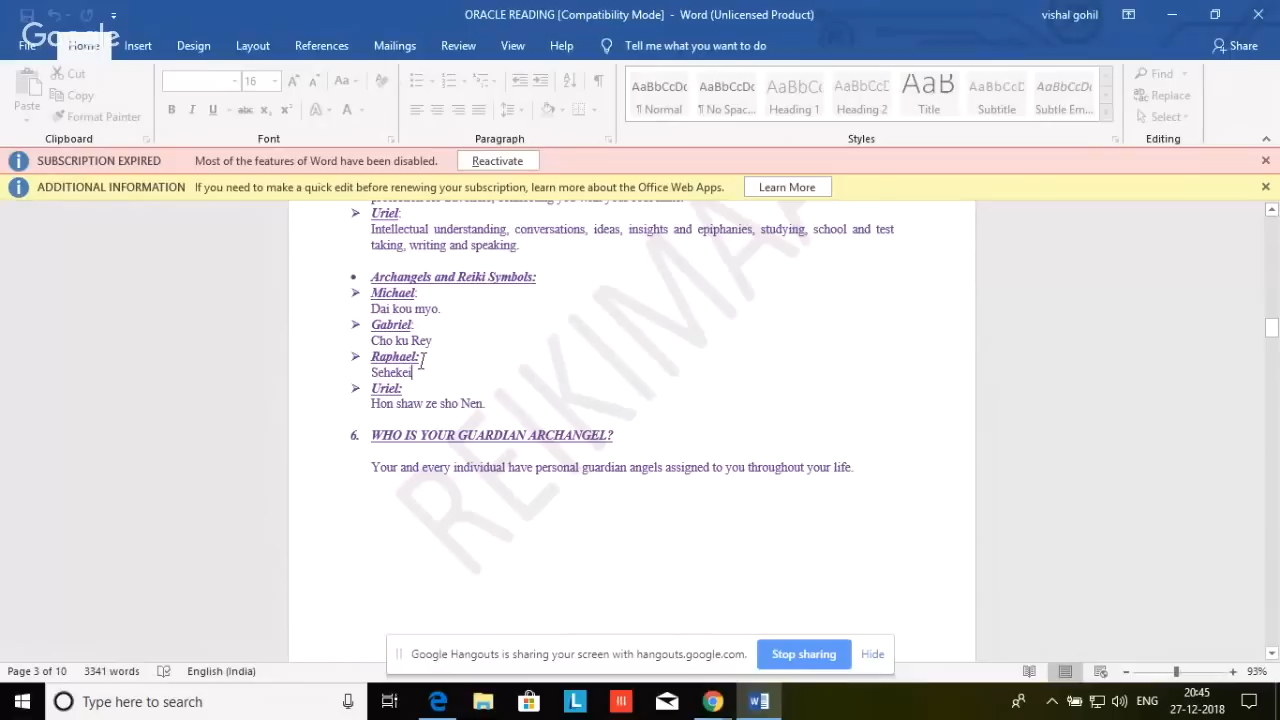 ORACLE READING [Compatibility Mode] - Word (Unlicensed Product)
vishal gohil
Google
File Home Insert Design Layout References Mailings Review View Help Tell me what you want to do Share
Cut
Copy
Format Painter
Paste
16
Aa
B I U abc x₂ x² A A
AaBbCcDc AaBbCcDc AaBbCc AaBbCcD AaB AaBbCcD AaBbCcD
¶ Normal ¶ No Spac... Heading 1 Heading 2 Title Subtitle Subtle Em...
Find
Replace
Select
Clipboard Font Paragraph Styles Editing
SUBSCRIPTION EXPIRED Most of the features of Word have been disabled. Reactivate
ADDITIONAL INFORMATION If you need to make a quick edit before renewing your subscription, learn more about the Office Web Apps. Learn More
Uriel:
Intellectual understanding, conversations, ideas, insights and epiphanies, studying, school and test
taking, writing and speaking.
Archangels and Reiki Symbols:
Michael:
Dai kou myo.
Gabriel:
Cho ku Rey
Raphael:
Sehekei
Uriel:
Hon shaw ze sho Nen.
6. WHO IS YOUR GUARDIAN ARCHANGEL?
Your and every individual have personal guardian angels assigned to you throughout your life.
REIKIMA
Google Hangouts is sharing your screen with hangouts.google.com. Stop sharing Hide
Page 3 of 10 3341 words English (India) 93%
Type here to search
ENG
20:45
27-12-2018